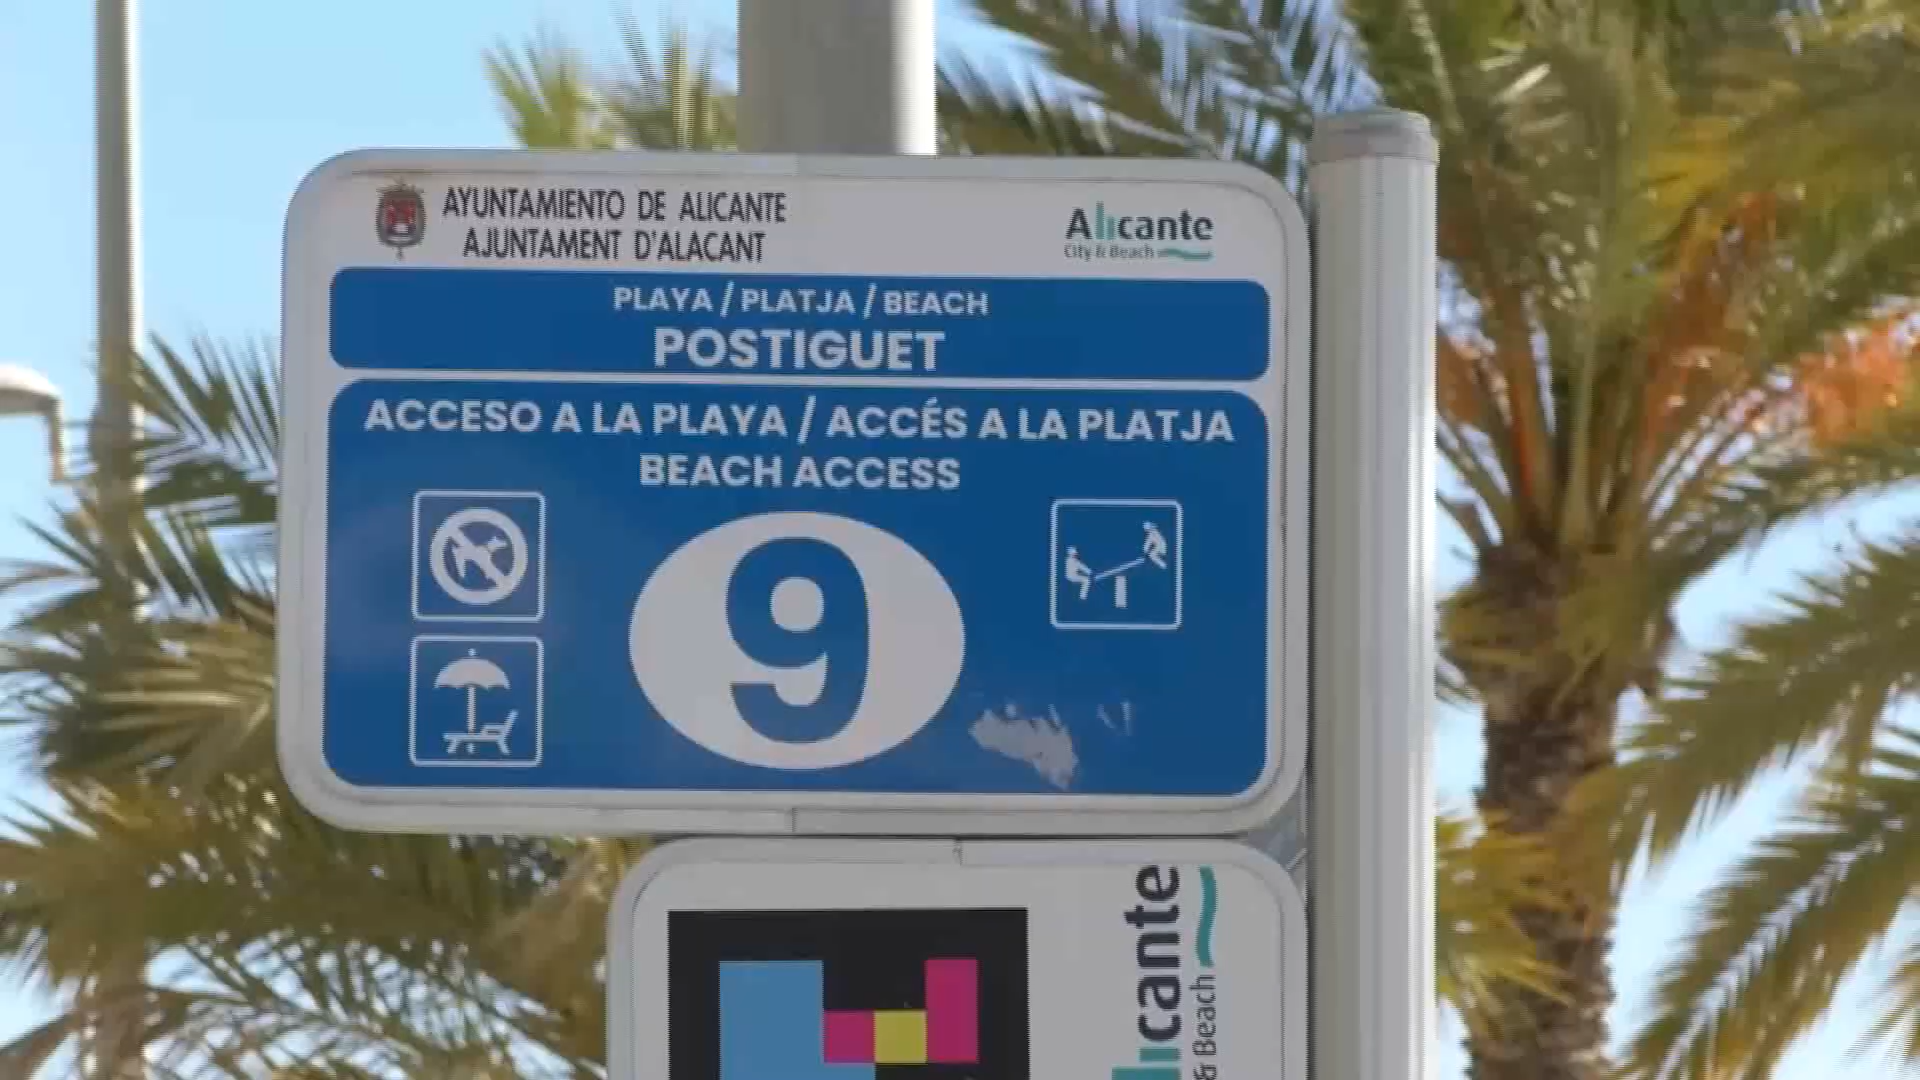 AYUNTAMIENTO DE ALICANTE
AJUNTAMENT D'ALACANT
Alicante
City & Beach
PLAYA / PLATJA / BEACH
POSTIGUET
ACCESO A LA PLAYA / ACCÉS A LA PLATJA
BEACH ACCESS
9
Alicante
& Beach